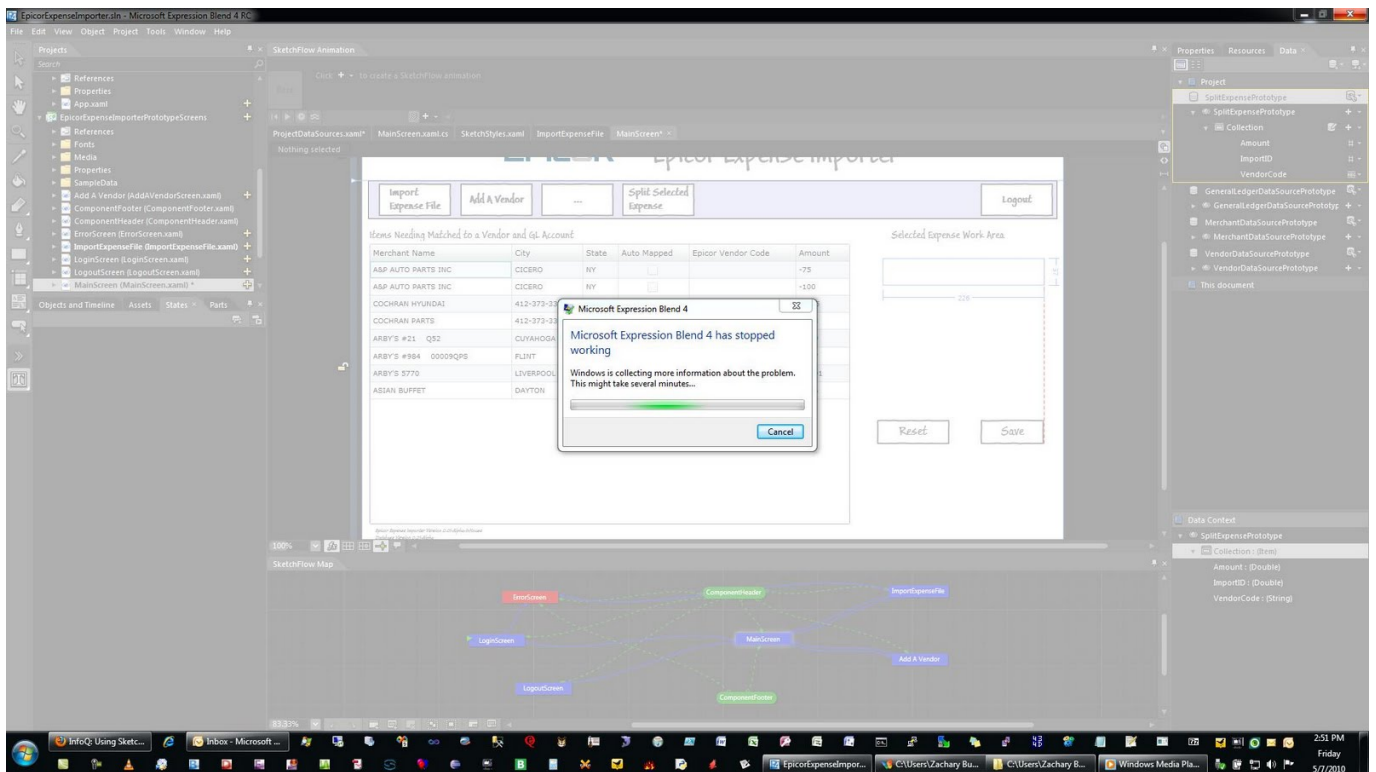 EpicorExpenseImporter.sln - Microsoft Expression Blend 4 RC
File Edit View Object Project Tools Window Help
Projects
Search
References
Properties
App.xaml
EpicorExpenseImporterPrototypeScreens
References
Fonts
Media
Properties
SampleData
Add A Vendor (AddAVendorScreen.xaml)
ComponentFooter (ComponentFooter.xaml)
ComponentHeader (ComponentHeader.xaml)
ErrorScreen (ErrorScreen.xaml)
ImportExpenseFile (ImportExpenseFile.xaml)
LoginScreen (LoginScreen.xaml)
LogoutScreen (LogoutScreen.xaml)
MainScreen (MainScreen.xaml) *
Objects and Timeline Assets States Parts
SketchFlow Animation
Click + to create a SketchFlow animation
ProjectDataSources.xaml* MainScreen.xaml.cs SketchStyles.xaml ImportExpenseFile MainScreen*
Nothing selected
Epicor Expense Importer
Import Expense File
Add A Vendor
...
Split Selected Expense
Logout
Items Needing Matched to a Vendor and GL Account
Merchant Name City State Auto Mapped Epicor Vendor Code Amount
A&P AUTO PARTS INC CICERO NY -75
A&P AUTO PARTS INC CICERO NY -100
COCHRAN HYUNDAI 412-373-33
COCHRAN PARTS 412-373-33
ARBY'S #21 Q52 CUYAHOGA
ARBY'S #984 00009QPS FLINT
ARBY'S 5770 LIVERPOOL
ASIAN BUFFET DAYTON
Selected Expense Work Area
228
Reset
Save
Microsoft Expression Blend 4
Microsoft Expression Blend 4 has stopped
working
Windows is collecting more information about the problem.
This might take several minutes...
Cancel
100%
SketchFlow Map
ErrorScreen
ComponentHeader
ImportExpenseFile
LoginScreen
MainScreen
Add A Vendor
LogoutScreen
ComponentFooter
83.33%
Properties Resources Data
Project
SplitExpensePrototype
SplitExpensePrototype
Collection
Amount
ImportID
VendorCode
GeneralLedgerDataSourcePrototype
GeneralLedgerDataSourcePrototyp
MerchantDataSourcePrototype
MerchantDataSourcePrototype
VendorDataSourcePrototype
VendorDataSourcePrototype
This document
Data Context
SplitExpensePrototype
Collection : (Item)
Amount : (Double)
ImportID : (Double)
VendorCode : (String)
InfoQ: Using Sketc...
Inbox - Microsoft ...
EpicorExpenseImpor...
C:\Users\Zachary Bu...
C:\Users\Zachary B...
Windows Media Pla...
2:51 PM
Friday
5/7/2010